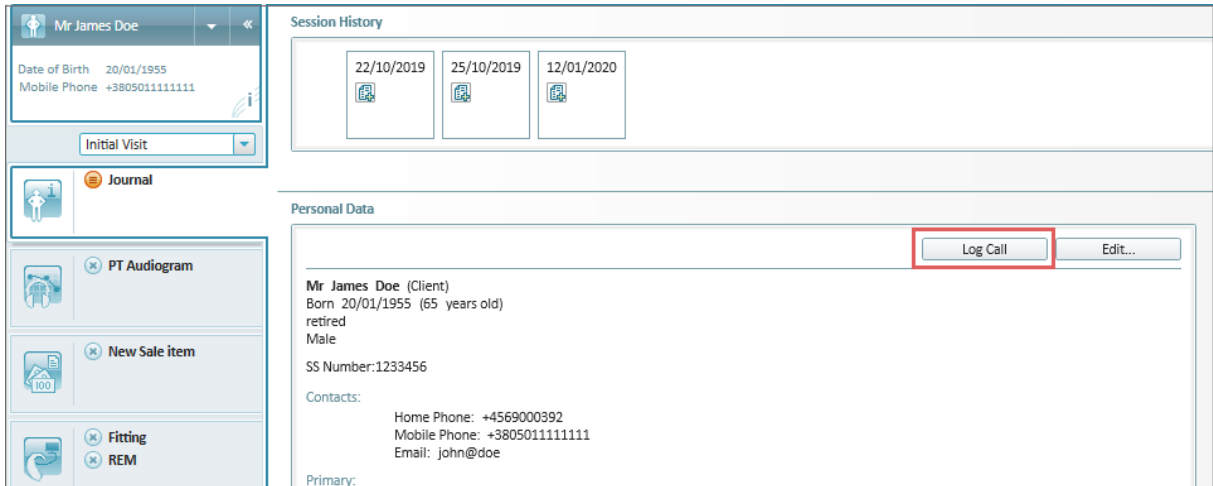 Mr James Doe
Date of Birth 20/01/1955
Mobile Phone +3805011111111
i
Initial Visit
Journal
PT Audiogram
New Sale item
100
Fitting
REM
Session History
22/10/2019 25/10/2019 12/01/2020
Personal Data
Log Call Edit...
Mr James Doe (Client)
Born 20/01/1955 (65 years old)
retired
Male
SS Number:1233456
Contacts:
Home Phone: +4569000392
Mobile Phone: +3805011111111
Email: john@doe
Primary: